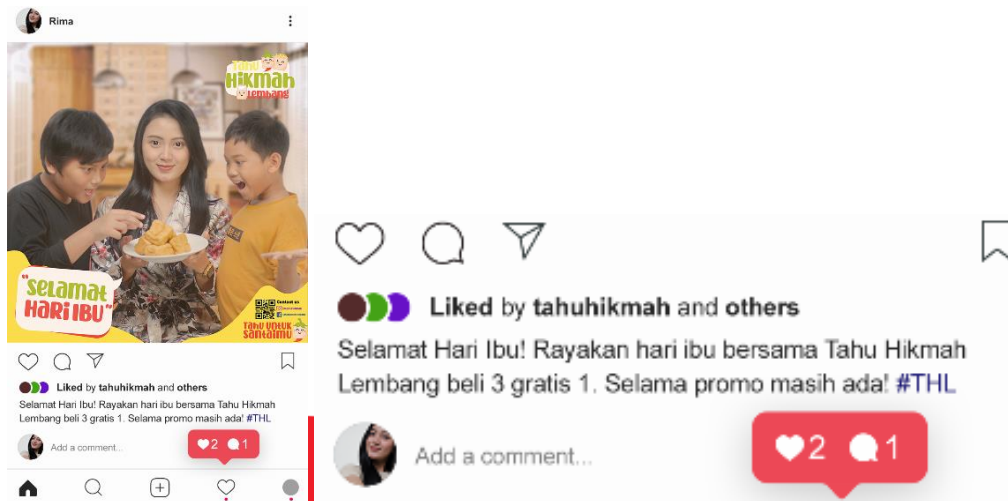 Rima
Tahu
Hikmah
Lembang
"Selamat
Hari Ibu"
Contact us
Tahu untuk
Santaimu
Liked by tahuhikmah and others
Selamat Hari Ibu! Rayakan hari ibu bersama Tahu Hikmah
Lembang beli 3 gratis 1. Selama promo masih ada! #THL
Add a comment...
2 1
Liked by tahuhikmah and others
Selamat Hari Ibu! Rayakan hari ibu bersama Tahu Hikmah
Lembang beli 3 gratis 1. Selama promo masih ada! #THL
Add a comment...
2 1